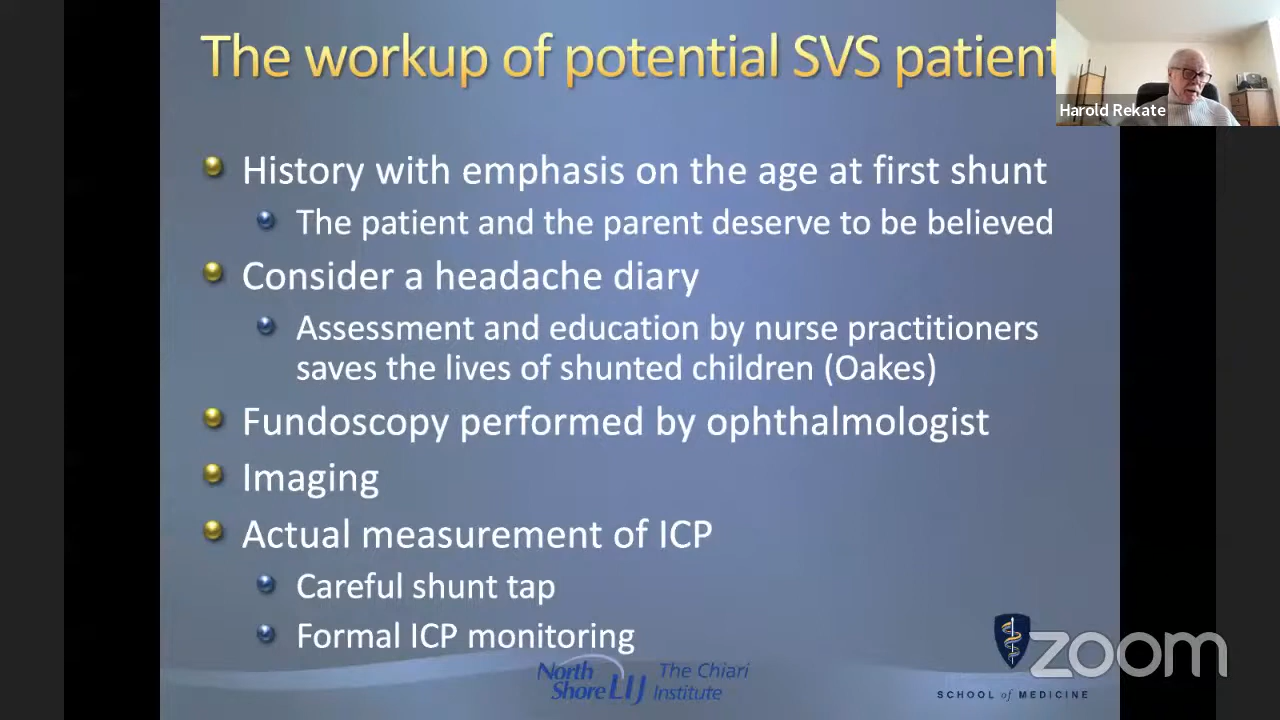 The workup of potential SVS patient
Harold Rekate
History with emphasis on the age at first shunt
The patient and the parent deserve to be believed
Consider a headache diary
Assessment and education by nurse practitioners
saves the lives of shunted children (Oakes)
Fundoscopy performed by ophthalmologist
Imaging
Actual measurement of ICP
Careful shunt tap
Formal ICP monitoring
North
Shore LIJ
The Chiari
Institute
zoom
SCHOOL of MEDICINE